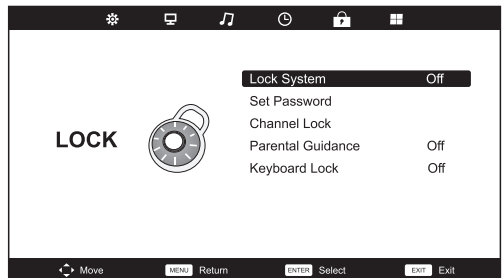 Lock System Off
Set Password
Channel Lock
LOCK
Parental Guidance Off
Keyboard Lock Off
Move MENU Return ENTER Select EXIT Exit